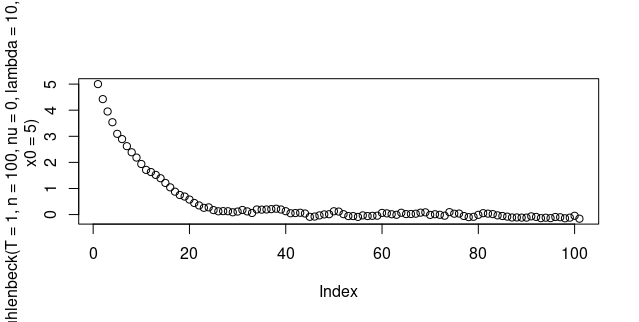 hlenbeck(T = 1, n = 100, nu = 0, lambda = 10,
x0 = 5)
5
4
3
2
1
0
0 20 40 60 80 100
Index